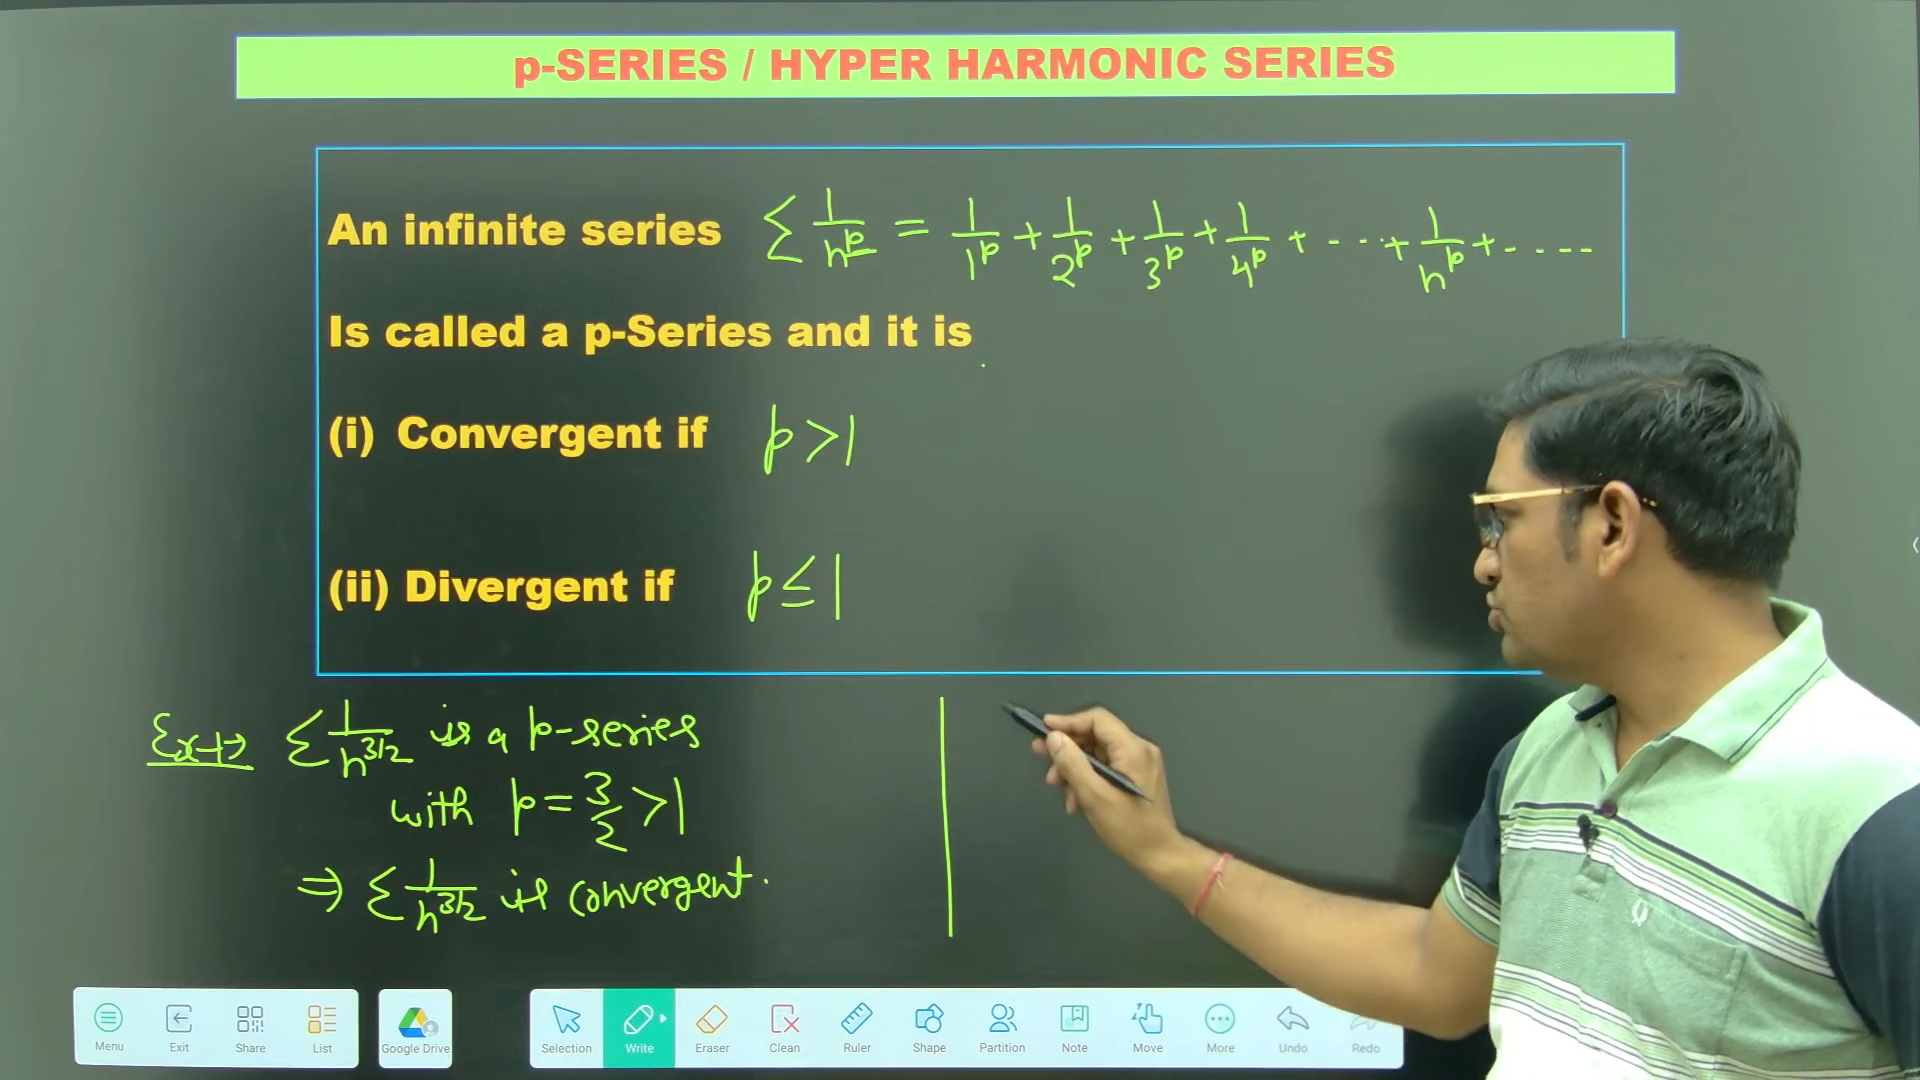 p-SERIES / HYPER HARMONIC SERIES
An infinite series ∑ 1/n^p = 1/1^p + 1/2^p + 1/3^p + 1/4^p + ---+ 1/n^p + ----
Is called a p-Series and it is
(i) Convergent if p > 1
(ii) Divergent if p ≤ 1
Ex→ ∑ 1/n^3/2 is a p-series
with p = 3/2 > 1
⇒ ∑ 1/n^3/2 is convergent.
Menu Exit Share List Google Drive Selection Write Eraser Clean Ruler Shape Partition Note Move More Undo Redo